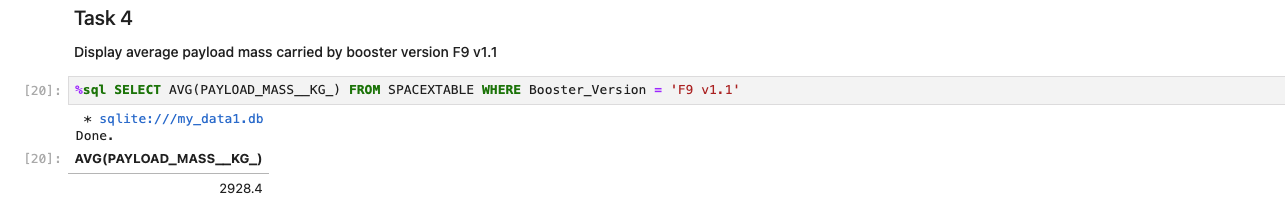 Task 4
Display average payload mass carried by booster version F9 v1.1
[20]: %sql SELECT AVG(PAYLOAD_MASS__KG_) FROM SPACEXTABLE WHERE Booster_Version = 'F9 v1.1'
* sqlite:///my_data1.db
Done.
[20]: AVG(PAYLOAD_MASS__KG_)
2928.4